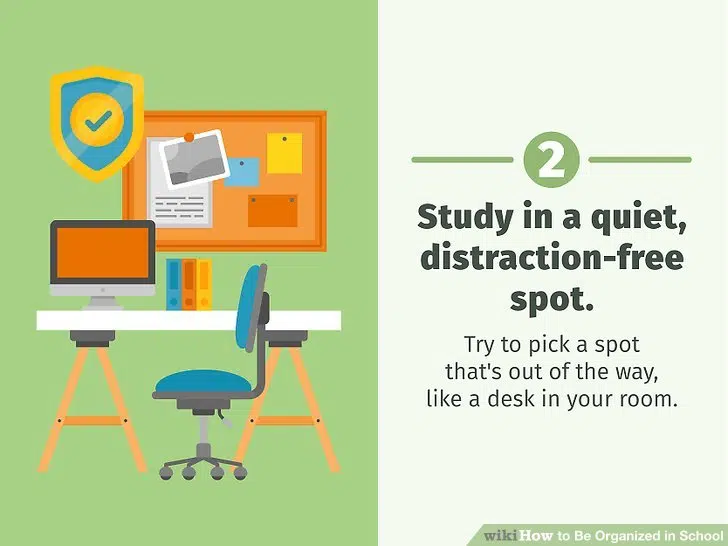 2
Study in a quiet,
distraction-free
spot.
Try to pick a spot
that's out of the way,
like a desk in your room.
wikiHow to Be Organized in School